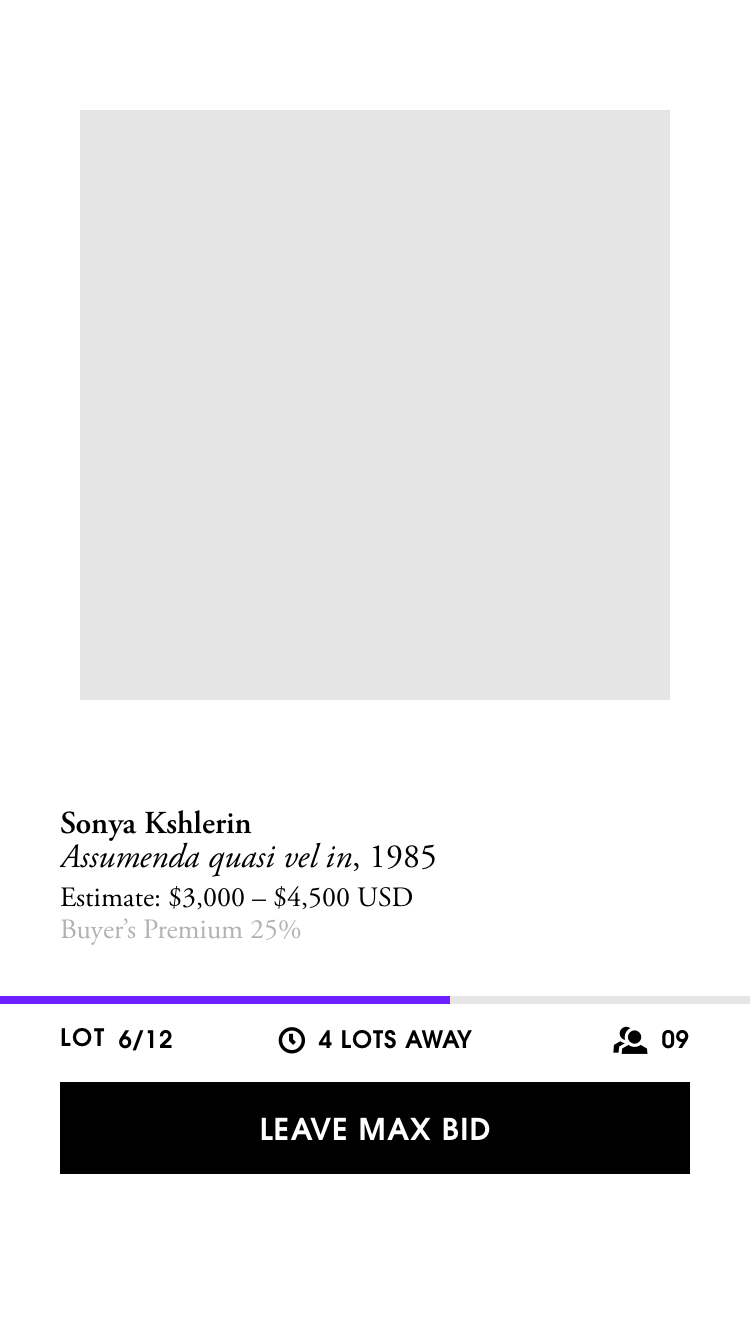 Sonya Kshlerin
Assumenda quasi vel in, 1985
Estimate: $3,000 – $4,500 USD
Buyer’s Premium 25%
LOT 6/12 4 LOTS AWAY 09
LEAVE MAX BID